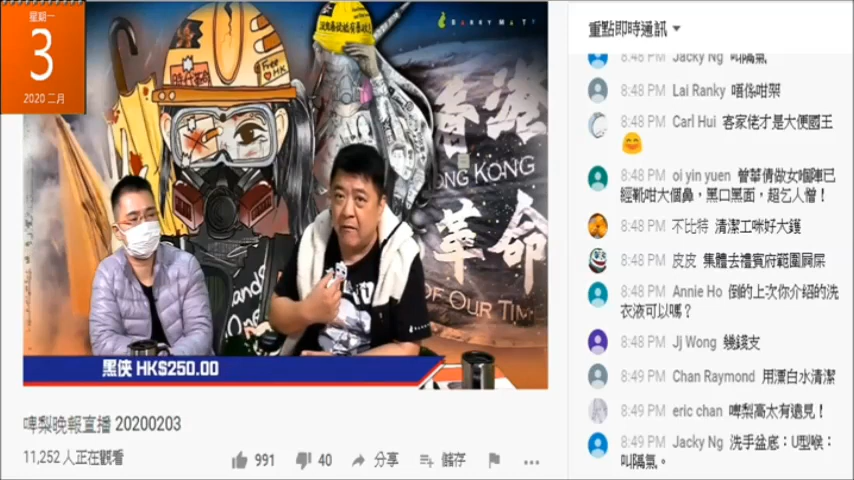 星期一
3
2020 二月
BARRY MA TY
時代革命
Free
HK
香港
HONG KONG
革命
OF OUR TIM
黑俠 HK$250.00
啤梨晚報直播 20200203
11,252 人正在觀看
991
40
分享
儲存
重點即時通訊
8:48 PM Jacky Ng 叫隔氣
8:48 PM Lai Ranky 唔係咁架
8:48 PM Carl Hui 客家佬才是大便國王
8:48 PM oi yin yuen 曾華倩做女嗰陣已
經靴咁大個鼻，黑口黑面，超乞人憎！
8:48 PM 不比特 清潔工咪好大鑊
8:48 PM 皮皮 集體去禮賓府範圍屙屎
8:48 PM Annie Ho 倒的上次你介紹的洗
衣液可以嗎？
8:48 PM Jj Wong 幾錢支
8:49 PM Chan Raymond 用漂白水清潔
8:49 PM eric chan 啤梨高太有遠見！
8:49 PM Jacky Ng 洗手盆底：U型喉：
叫隔氣。